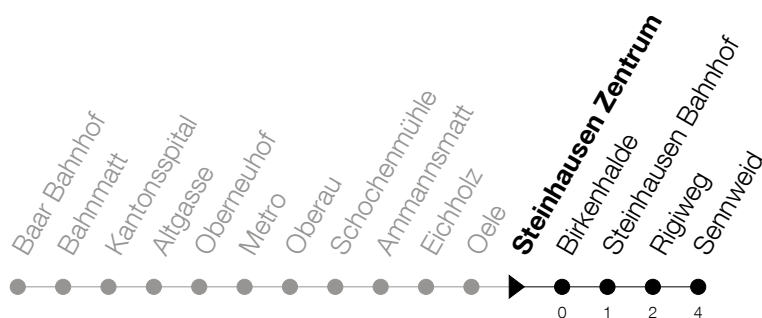 Baar Bahnhof
Bahnmatt
Kantonsspital
Altgasse
Oberneuhof
Metro
Oberau
Schochenmühle
Ammannsmatt
Eichholz
Oele
Steinhausen Zentrum
Birkenhalde
Steinhausen Bahnhof
Rigiweg
Sennweid
0 1 2 4